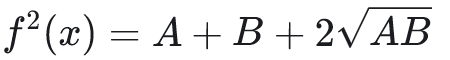 f²(x) = A + B + 2√AB